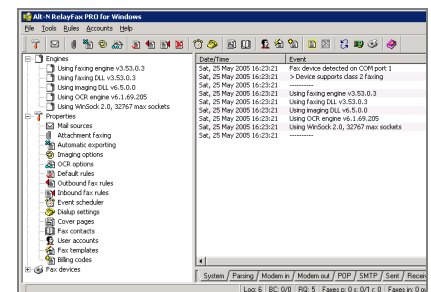 Alt-N RelayFax PRO for Windows
File Tools Rules Accounts Help
Engines
Using faxing engine v3.53.0.3
Using faxing DLL v3.53.0.3
Using imaging DLL v6.5.0.0
Using OCR engine v6.1.69.205
Using WinSock 2.0, 32767 max sockets
Properties
Mail sources
Attachment faxing
Automatic exporting
Imaging options
OCR options
Default rules
Outbound fax rules
Inbound fax rules
Event scheduler
Dialup settings
Cover pages
Fax contacts
User accounts
Fax templates
Billing codes
Fax devices
Date/Time Event
Sat, 25 May 2005 16:23:21 Fax device detected on COM port 1
Sat, 25 May 2005 16:23:21 > Device supports class 2 faxing
Sat, 25 May 2005 16:23:21 ----------
Sat, 25 May 2005 16:23:21 Using faxing engine v3.53.0.3
Sat, 25 May 2005 16:23:21 Using faxing DLL v3.53.0.3
Sat, 25 May 2005 16:23:21 Using imaging DLL v6.5.0.0
Sat, 25 May 2005 16:23:21 Using OCR engine v6.1.69.205
Sat, 25 May 2005 16:23:21 Using WinSock 2.0, 32767 max sockets
Sat, 25 May 2005 16:23:21 ----------
System / Parsing / Modem in / Modem out / POP / SMTP / Sent / Receiv
Log: 6 BC: 0/0 RQ: 5 Faxes p: 0 s: 0/1 r: 0 Faxes in: 0